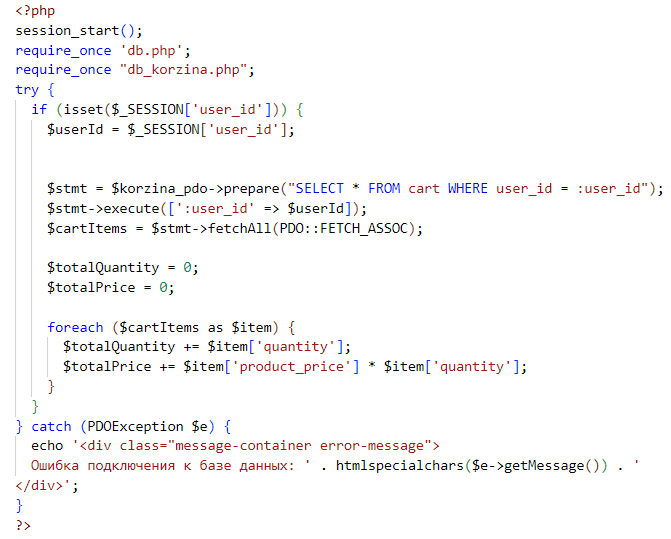 <?php
session_start();
require_once 'db.php';
require_once "db_korzina.php";
try {
  if (isset($_SESSION['user_id'])) {
    $userId = $_SESSION['user_id'];

    $stmt = $korzina_pdo->prepare("SELECT * FROM cart WHERE user_id = :user_id");
    $stmt->execute([':user_id' => $userId]);
    $cartItems = $stmt->fetchAll(PDO::FETCH_ASSOC);

    $totalQuantity = 0;
    $totalPrice = 0;

    foreach ($cartItems as $item) {
      $totalQuantity += $item['quantity'];
      $totalPrice += $item['product_price'] * $item['quantity'];
    }
  }
} catch (PDOException $e) {
  echo '<div class="message-container error-message">
  Ошибка подключения к базе данных: ' . htmlspecialchars($e->getMessage()) . '
</div>';
}
?>